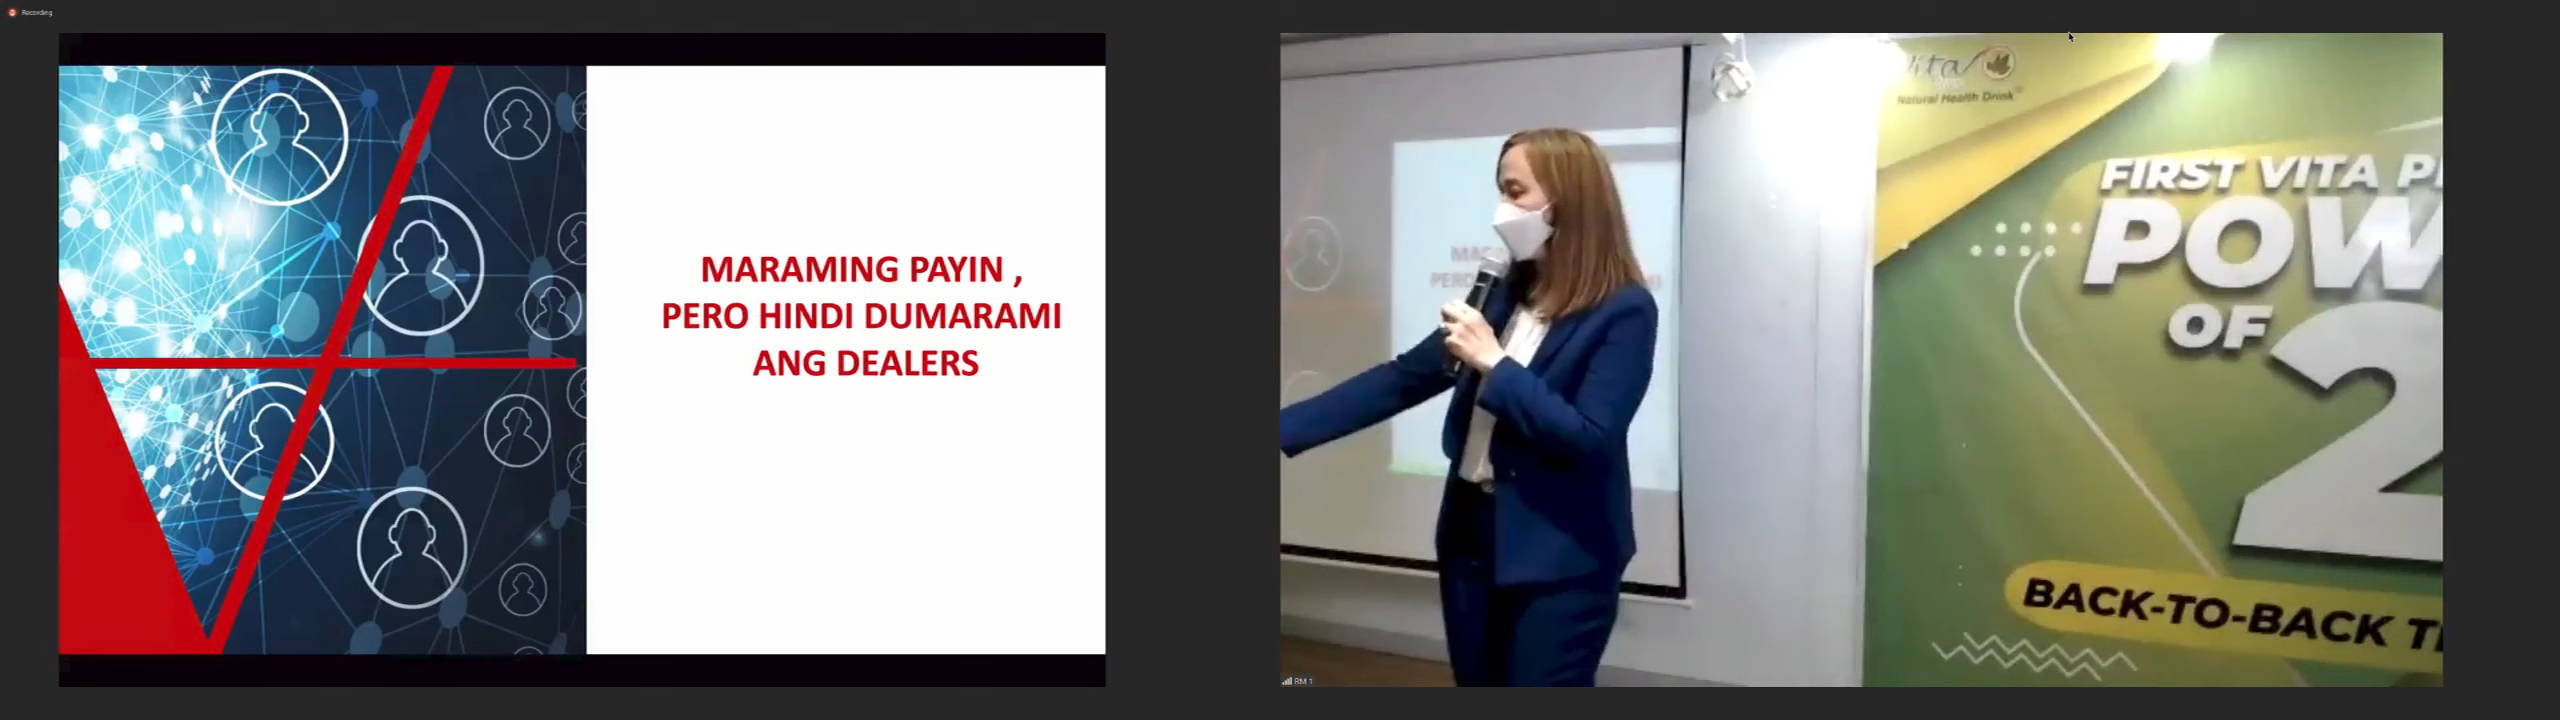 Recording
MARAMING PAYIN ,
PERO HINDI DUMARAMI
ANG DEALERS
Vita
Natural Health Drink
FIRST VITA P
POW
OF
2
BACK-TO-BACK T
RM 1